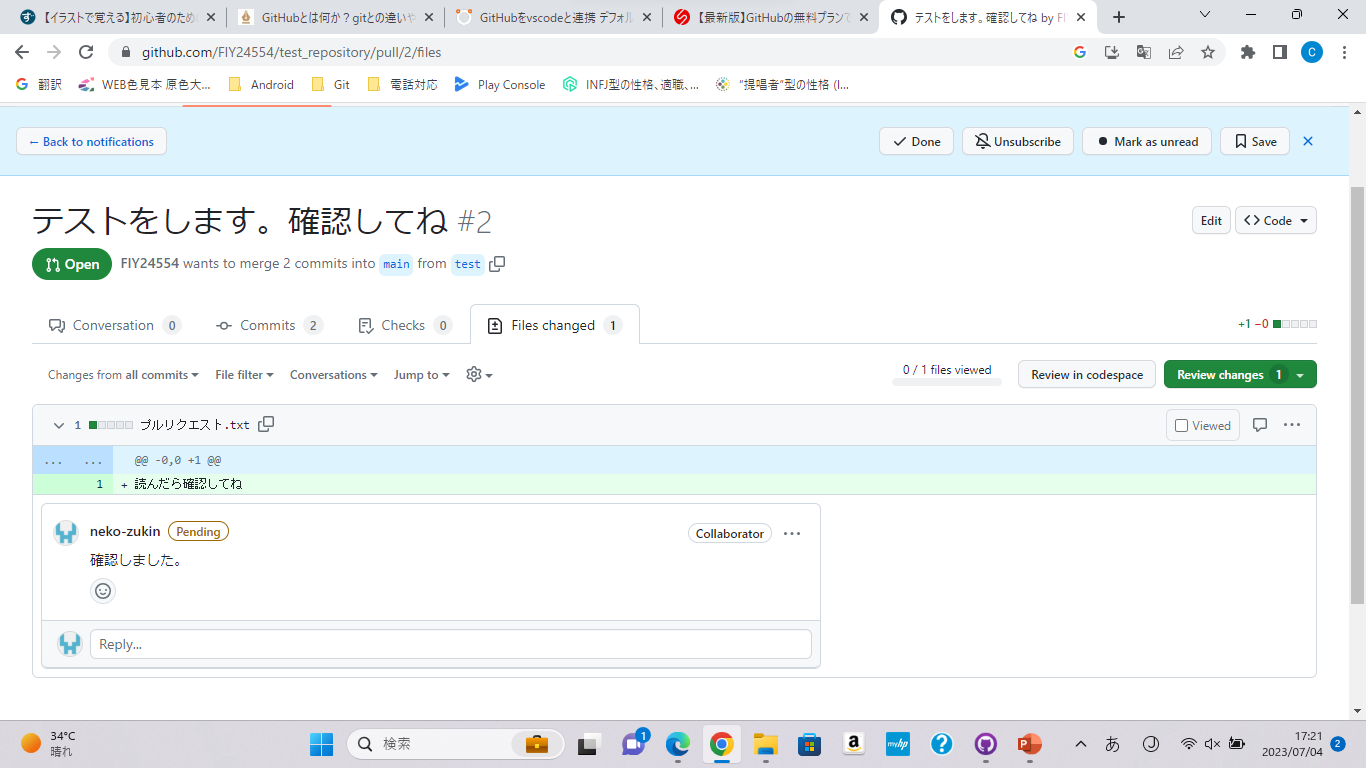 【イラストで覚える】初心者のため
GitHubとは何か？gitとの違いや
GitHubをvscodeと連携 デフォル
【最新版】GitHubの無料プランで
テストをします。確認してね by FI
github.com/FIY24554/test_repository/pull/2/files
翻訳 WEB色見本 原色大... Android Git 電話対応 Play Console INFJ型の性格、適職、... "提唱者"型の性格 (I...
← Back to notifications
Done Unsubscribe Mark as unread Save
テストをします。確認してね #2
Edit Code
Open FIY24554 wants to merge 2 commits into main from test
Conversation 0 Commits 2 Checks 0 Files changed 1
+1 −0
Changes from all commits File filter Conversations Jump to
0 / 1 files viewed
Review in codespace Review changes 1
1 プルリクエスト.txt
Viewed
... ... @@ -0,0 +1 @@
1 + 読んだら確認してね
neko-zukin Pending
Collaborator
確認しました。
Reply...
34°C
晴れ
検索
1
a
myhp
あ
17:21
2023/07/04
2